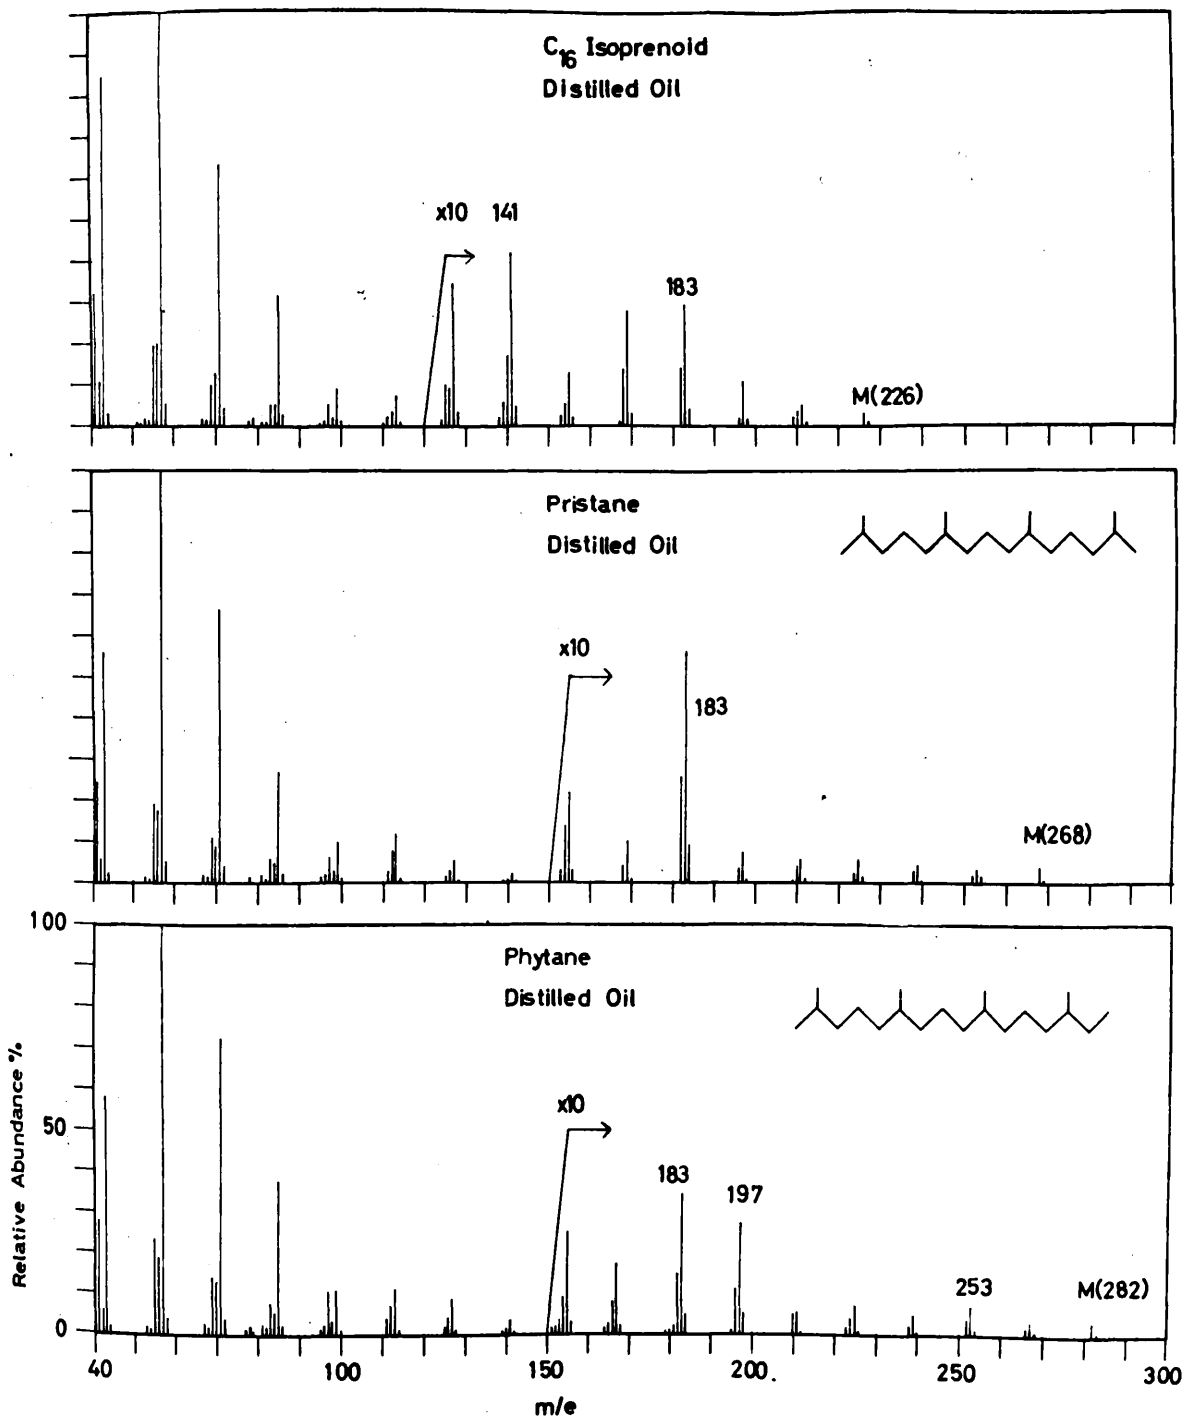 C16 Isoprenoid
Distilled Oil
x10 141
183
M(226)
Pristane
Distilled Oil
x10
183
M(268)
100
Phytane
Distilled Oil
x10
183
197
253
M(282)
50
0
Relative Abundance %
40 100 150 200 250 300
m/e